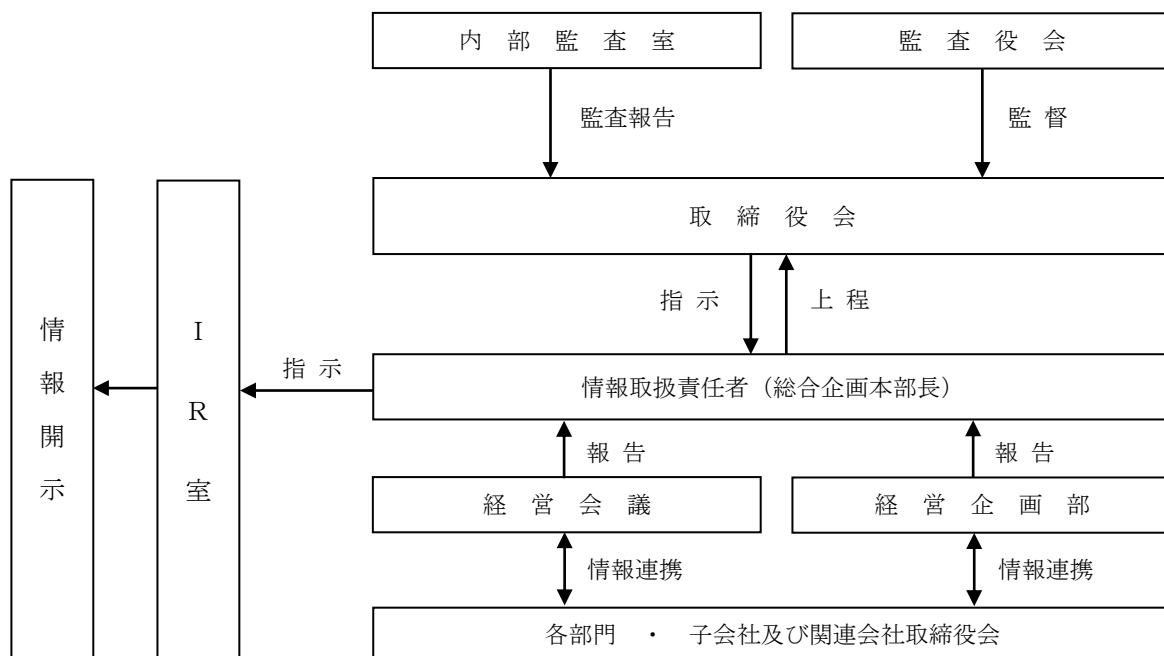 内 部 監 査 室
監 査 役 会
監査報告
監 督
取 締 役 会
指 示
上 程
情報開示
ＩＲ室
指 示
情報取扱責任者（総合企画本部長）
報 告
報 告
経 営 会 議
経 営 企 画 部
情報連携
情報連携
各部門 ・ 子会社及び関連会社取締役会